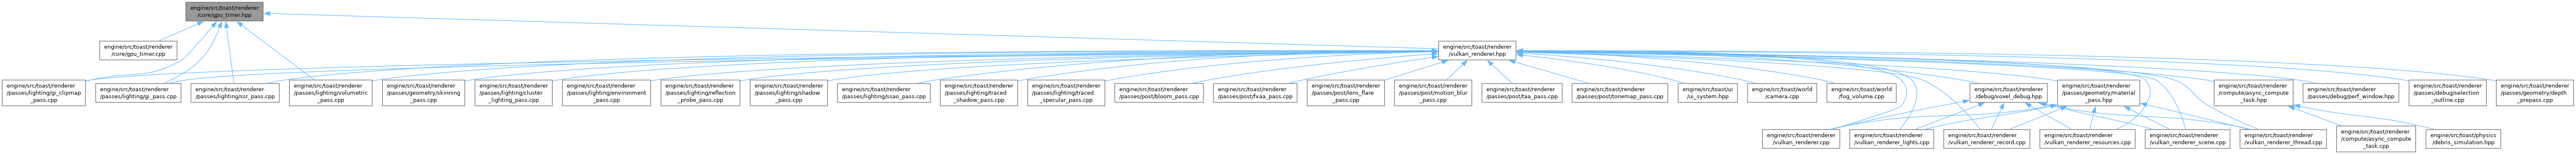 engine/src/toast/renderer
/core/gpu_timer.hpp
engine/src/toast/renderer
/core/gpu_timer.cpp
engine/src/toast/renderer
/vulkan_renderer.hpp
engine/src/toast/renderer
/passes/lighting/gi_clipmap
_pass.cpp
engine/src/toast/renderer
/passes/lighting/gi_pass.cpp
engine/src/toast/renderer
/passes/lighting/ssr_pass.cpp
engine/src/toast/renderer
/passes/lighting/volumetric
_pass.cpp
engine/src/toast/renderer
/passes/geometry/skinning
_pass.cpp
engine/src/toast/renderer
/passes/lighting/cluster
_lighting_pass.cpp
engine/src/toast/renderer
/passes/lighting/environment
_pass.cpp
engine/src/toast/renderer
/passes/lighting/reflection
_probe_pass.cpp
engine/src/toast/renderer
/passes/lighting/shadow
_pass.cpp
engine/src/toast/renderer
/passes/lighting/ssao_pass.cpp
engine/src/toast/renderer
/passes/lighting/traced
_shadow_pass.cpp
engine/src/toast/renderer
/passes/lighting/traced
_specular_pass.cpp
engine/src/toast/renderer
/passes/post/bloom_pass.cpp
engine/src/toast/renderer
/passes/post/fxaa_pass.cpp
engine/src/toast/renderer
/passes/post/lens_flare
_pass.cpp
engine/src/toast/renderer
/passes/post/motion_blur
_pass.cpp
engine/src/toast/renderer
/passes/post/taa_pass.cpp
engine/src/toast/renderer
/passes/post/tonemap_pass.cpp
engine/src/toast/ui
/ui_system.hpp
engine/src/toast/world
/camera.cpp
engine/src/toast/world
/fog_volume.cpp
engine/src/toast/renderer
/debug/voxel_debug.hpp
engine/src/toast/renderer
/passes/geometry/material
_pass.hpp
engine/src/toast/renderer
/compute/async_compute
_task.hpp
engine/src/toast/renderer
/passes/debug/perf_window.hpp
engine/src/toast/renderer
/passes/debug/selection
_outline.cpp
engine/src/toast/renderer
/passes/geometry/depth
_prepass.cpp
engine/src/toast/renderer
/vulkan_renderer.cpp
engine/src/toast/renderer
/vulkan_renderer_lights.cpp
engine/src/toast/renderer
/vulkan_renderer_record.cpp
engine/src/toast/renderer
/vulkan_renderer_resources.cpp
engine/src/toast/renderer
/vulkan_renderer_scene.cpp
engine/src/toast/renderer
/vulkan_renderer_thread.cpp
engine/src/toast/renderer
/compute/async_compute
_task.cpp
engine/src/toast/physics
/debris_simulation.hpp